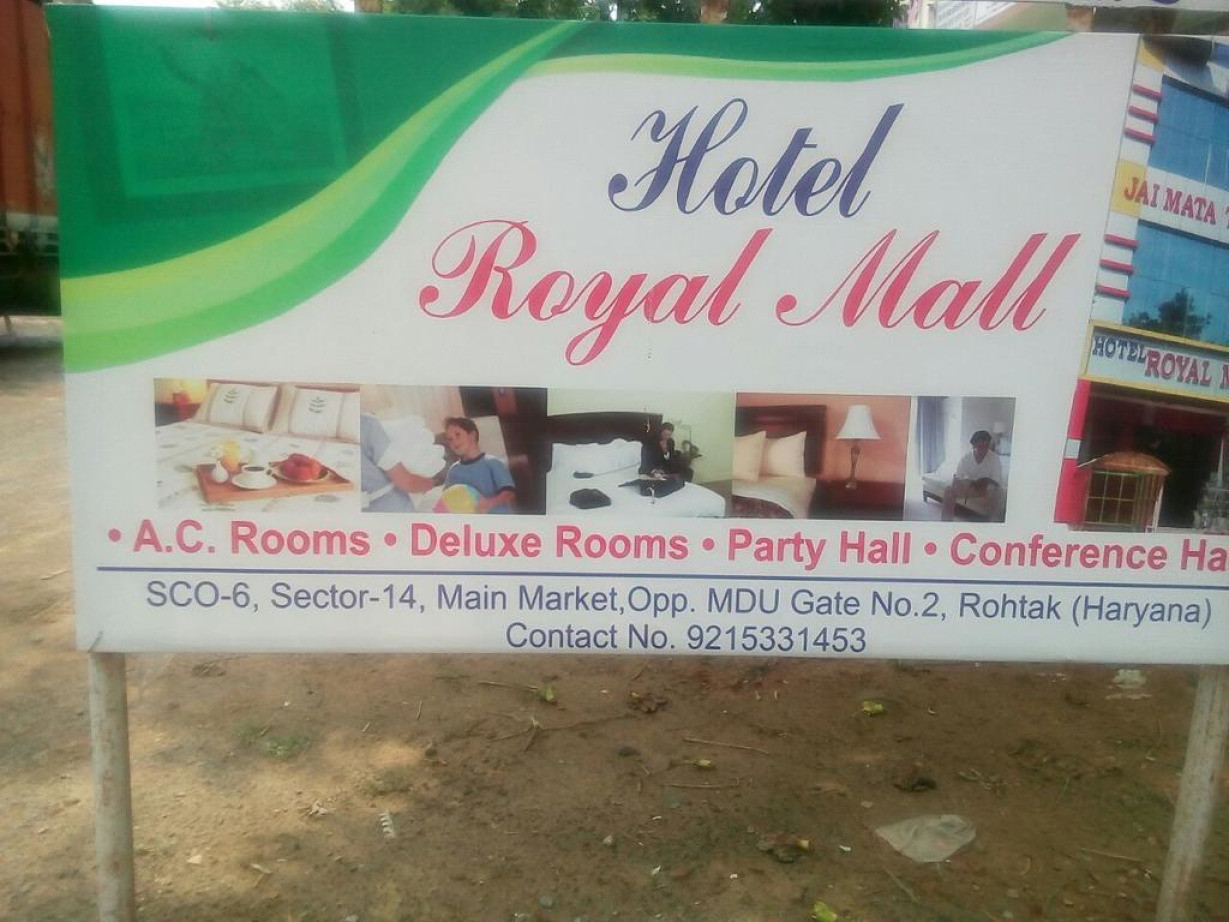 Hotel
Royal Mall
JAI MATA
HOTEL ROYAL
• A.C. Rooms • Deluxe Rooms • Party Hall • Conference
SCO-6, Sector-14, Main Market,Opp. MDU Gate No.2, Rohtak (Haryana)
Contact No. 9215331453